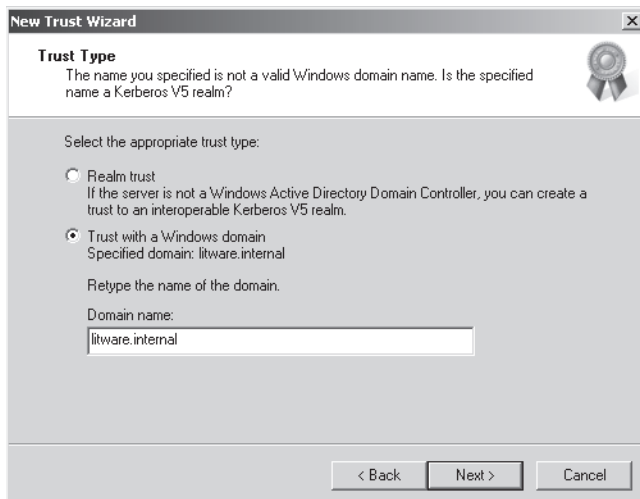 New Trust Wizard
Trust Type
The name you specified is not a valid Windows domain name. Is the specified
name a Kerberos V5 realm?
Select the appropriate trust type:
Realm trust
If the server is not a Windows Active Directory Domain Controller, you can create a
trust to an interoperable Kerberos V5 realm.
Trust with a Windows domain
Specified domain: litware.internal
Retype the name of the domain.
Domain name:
litware.internal
< Back Next > Cancel